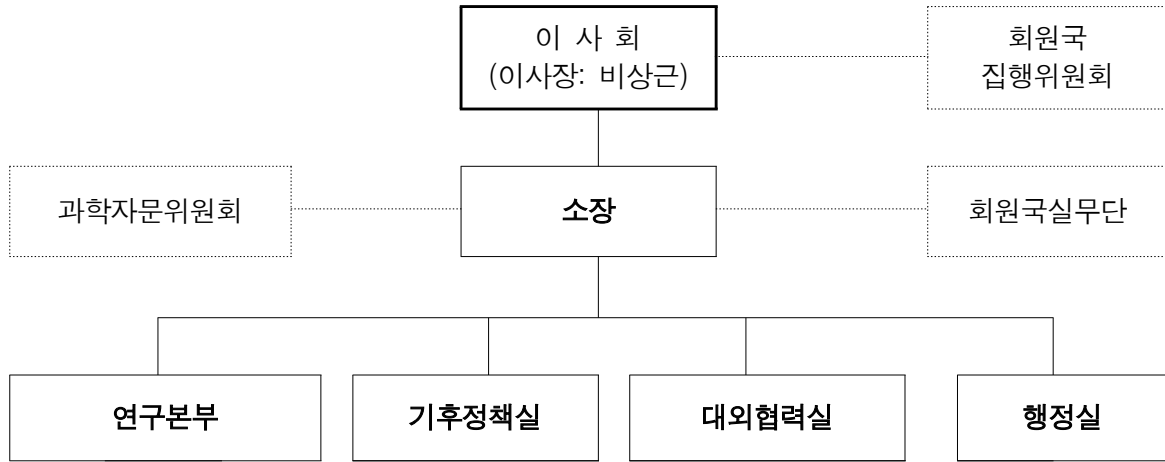 이 사 회
(이사장: 비상근)
회원국
집행위원회
과학자문위원회
소장
회원국실무단
연구본부
기후정책실
대외협력실
행정실